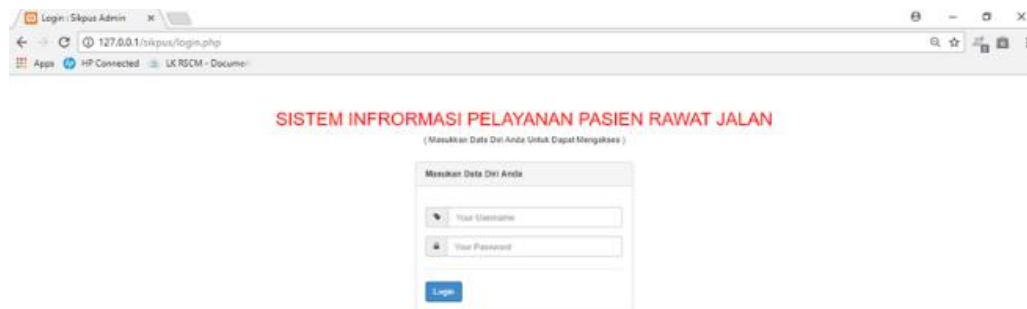 Login : Sikpus Admin
127.0.0.1/sikpus/login.php
Apps HP Connected LK RSCM - Documen
SISTEM INFRORMASI PELAYANAN PASIEN RAWAT JALAN
( Masukkan Data Diri Anda Untuk Dapat Mengakses )
Masukan Data Diri Anda
Your Username
Your Password
Login